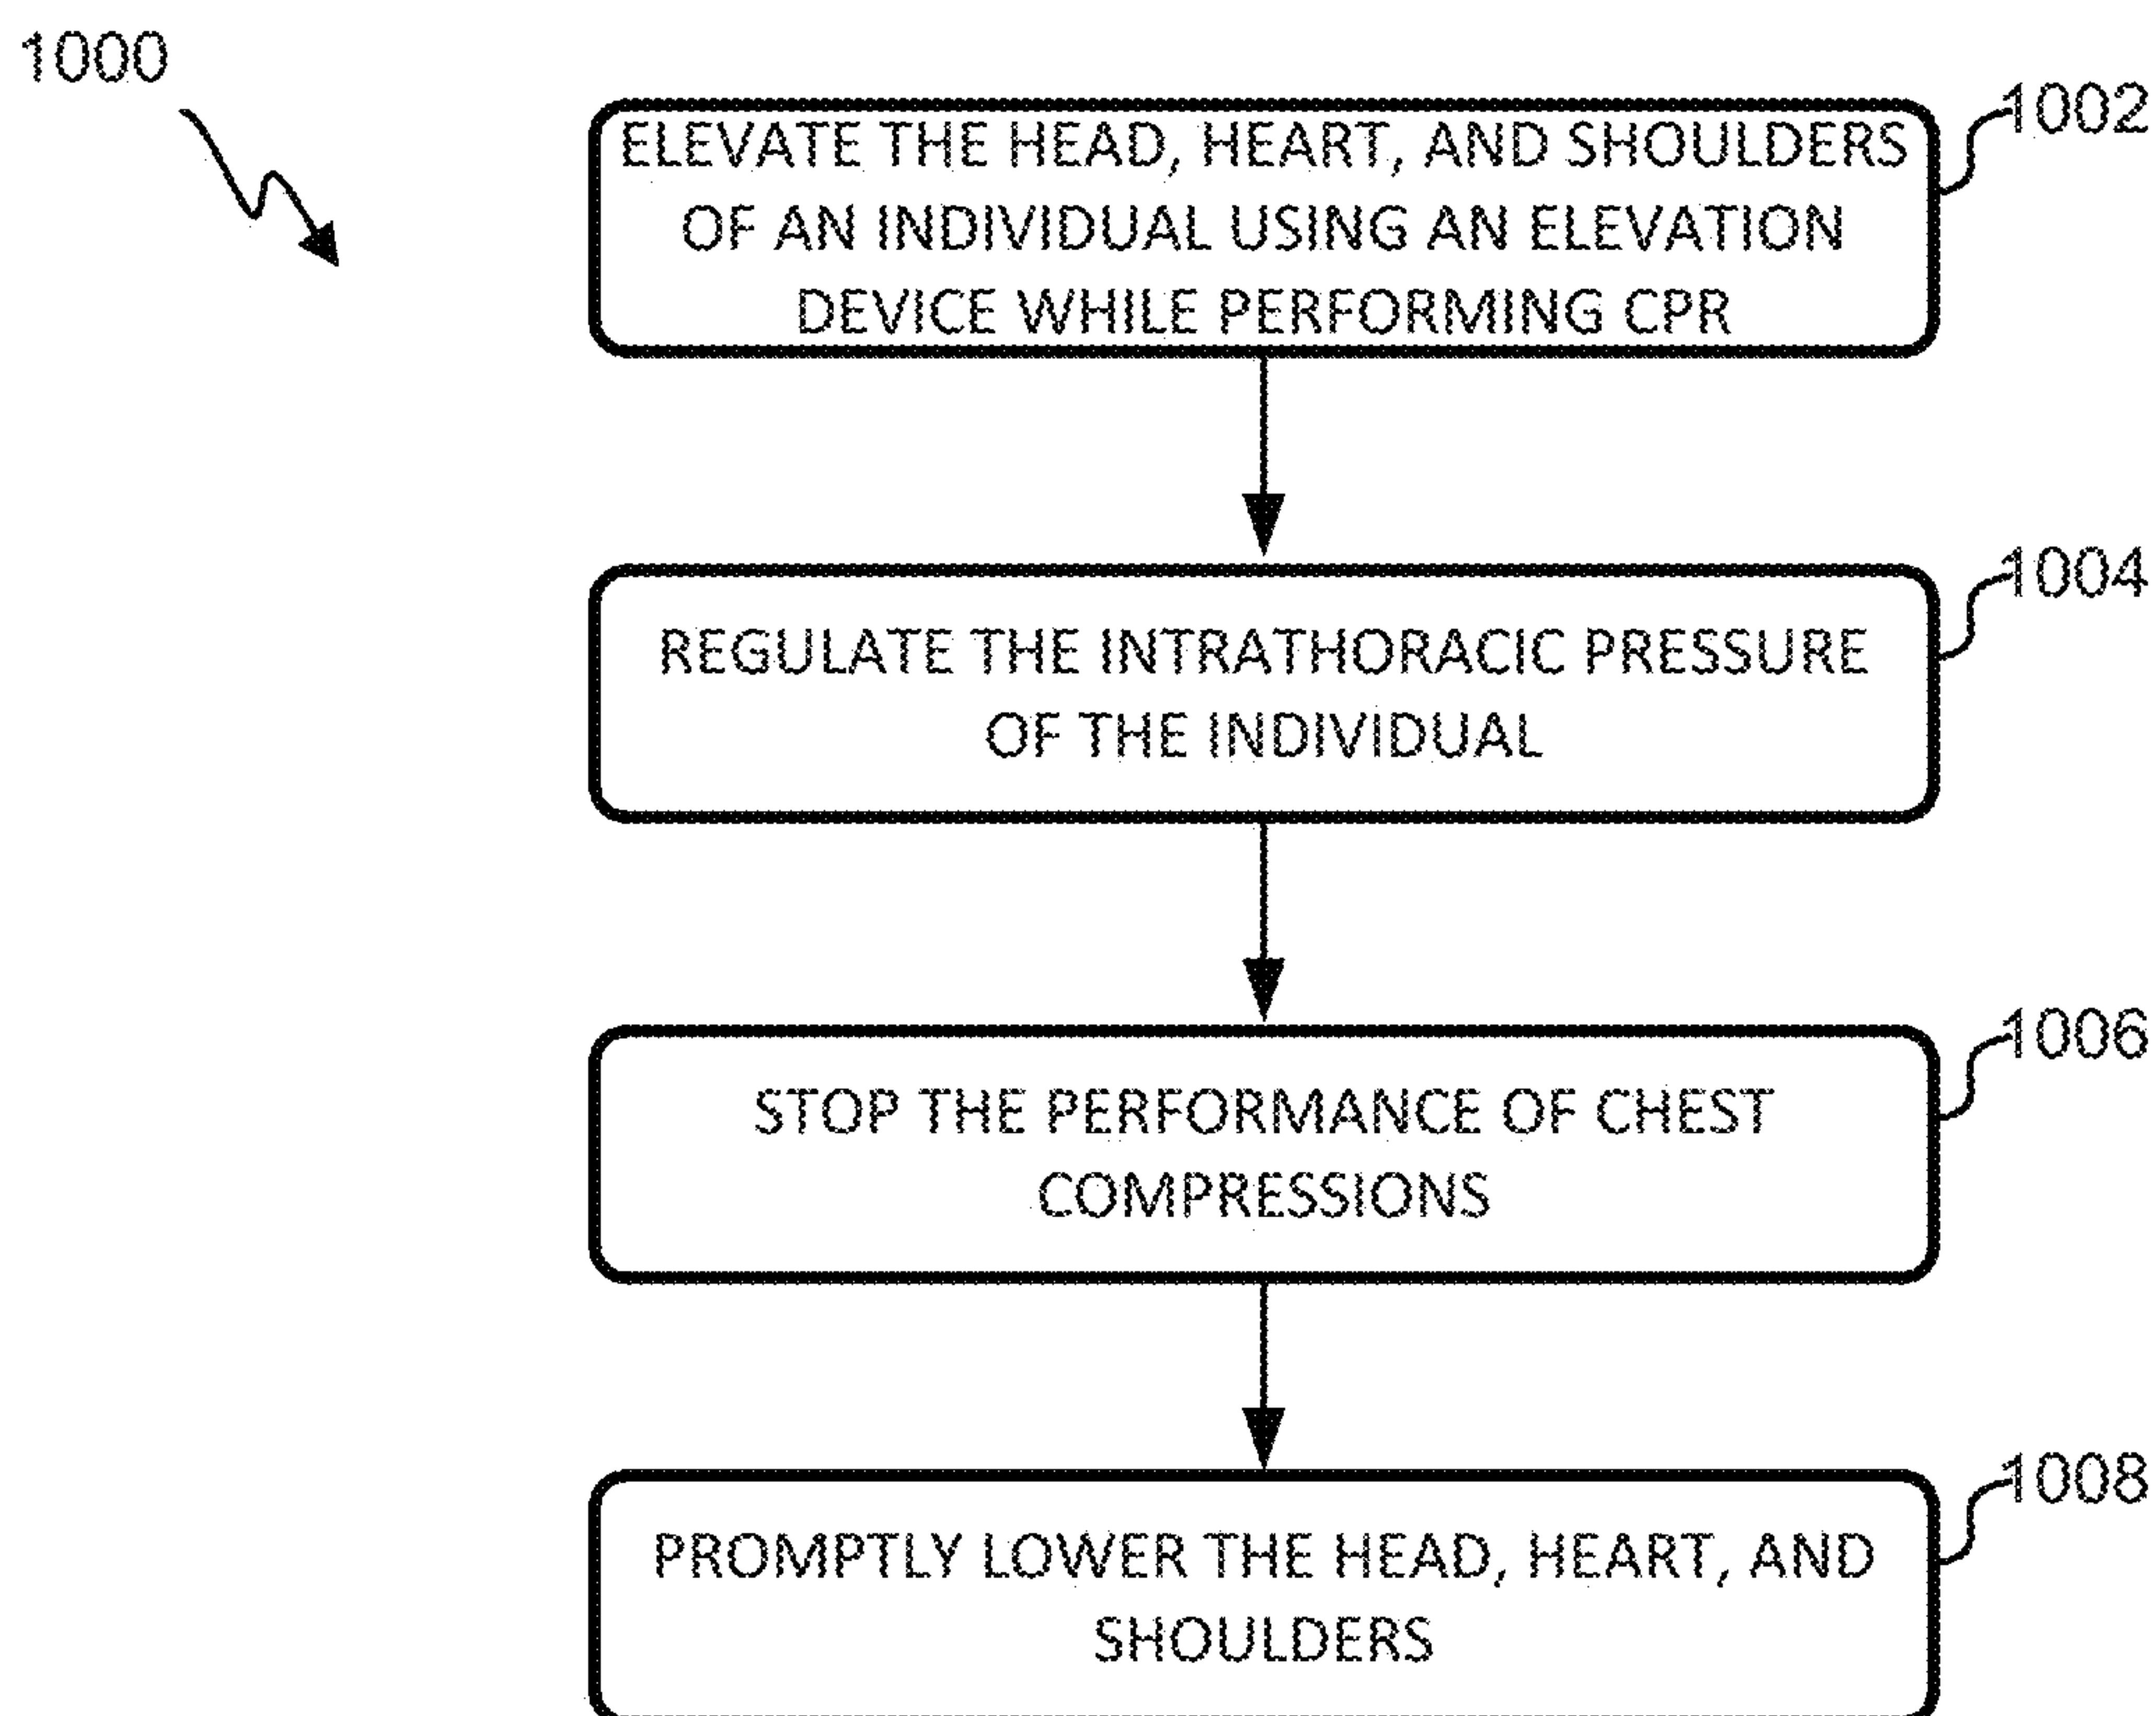 1000
1002
ELEVATE THE HEAD, HEART, AND SHOULDERS
OF AN INDIVIDUAL USING AN ELEVATION
DEVICE WHILE PERFORMING CPR
1004
REGULATE THE INTRATHORACIC PRESSURE
OF THE INDIVIDUAL
1006
STOP THE PERFORMANCE OF CHEST
COMPRESSIONS
1008
PROMPTLY LOWER THE HEAD, HEART, AND
SHOULDERS